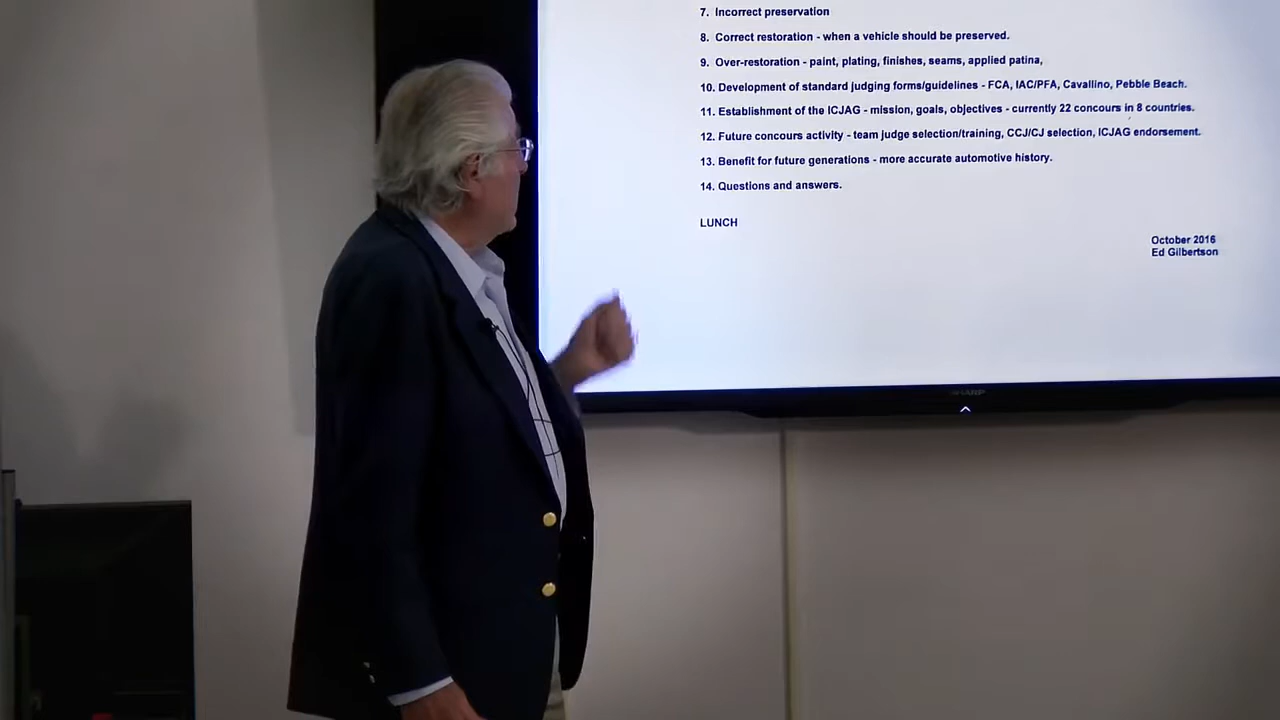 7. Incorrect preservation
8. Correct restoration - when a vehicle should be preserved.
9. Over-restoration - paint, plating, finishes, seams, applied patina,
10. Development of standard judging forms/guidelines - FCA, IAC/PFA, Cavallino, Pebble Beach.
11. Establishment of the ICJAG - mission, goals, objectives - currently 22 concours in 8 countries.
12. Future concours activity - team judge selection/training, CCJ/CJ selection, ICJAG endorsement.
13. Benefit for future generations - more accurate automotive history.
14. Questions and answers.
LUNCH
October 2016
Ed Gilbertson
SHARP